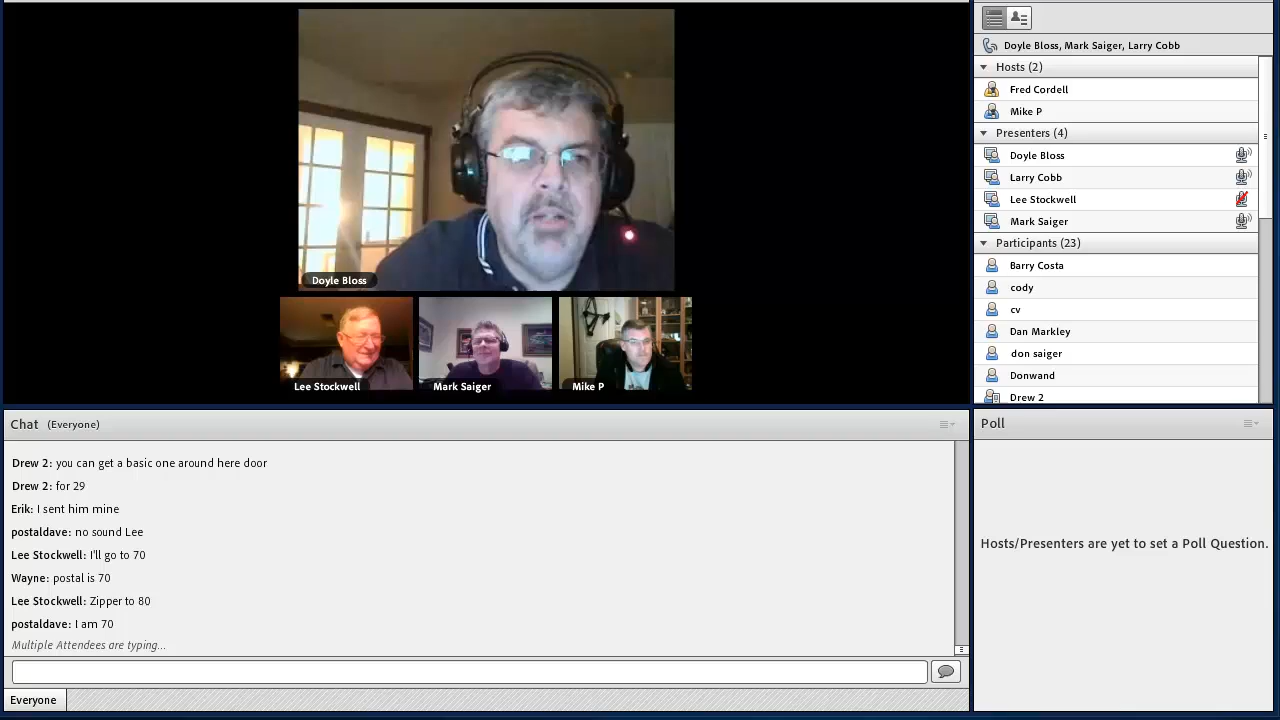 Doyle Bloss
Lee Stockwell
Mark Saiger
Mike P
Doyle Bloss, Mark Saiger, Larry Cobb
Hosts (2)
Fred Cordell
Mike P
Presenters (4)
Doyle Bloss
Larry Cobb
Lee Stockwell
Mark Saiger
Participants (23)
Barry Costa
cody
cv
Dan Markley
don saiger
Donwand
Drew 2
Chat (Everyone)
Drew 2: you can get a basic one around here door
Drew 2: for 29
Erik: I sent him mine
postaldave: no sound Lee
Lee Stockwell: I'll go to 70
Wayne: postal is 70
Lee Stockwell: Zipper to 80
postaldave: I am 70
Multiple Attendees are typing...
Everyone
Poll
Hosts/Presenters are yet to set a Poll Question.